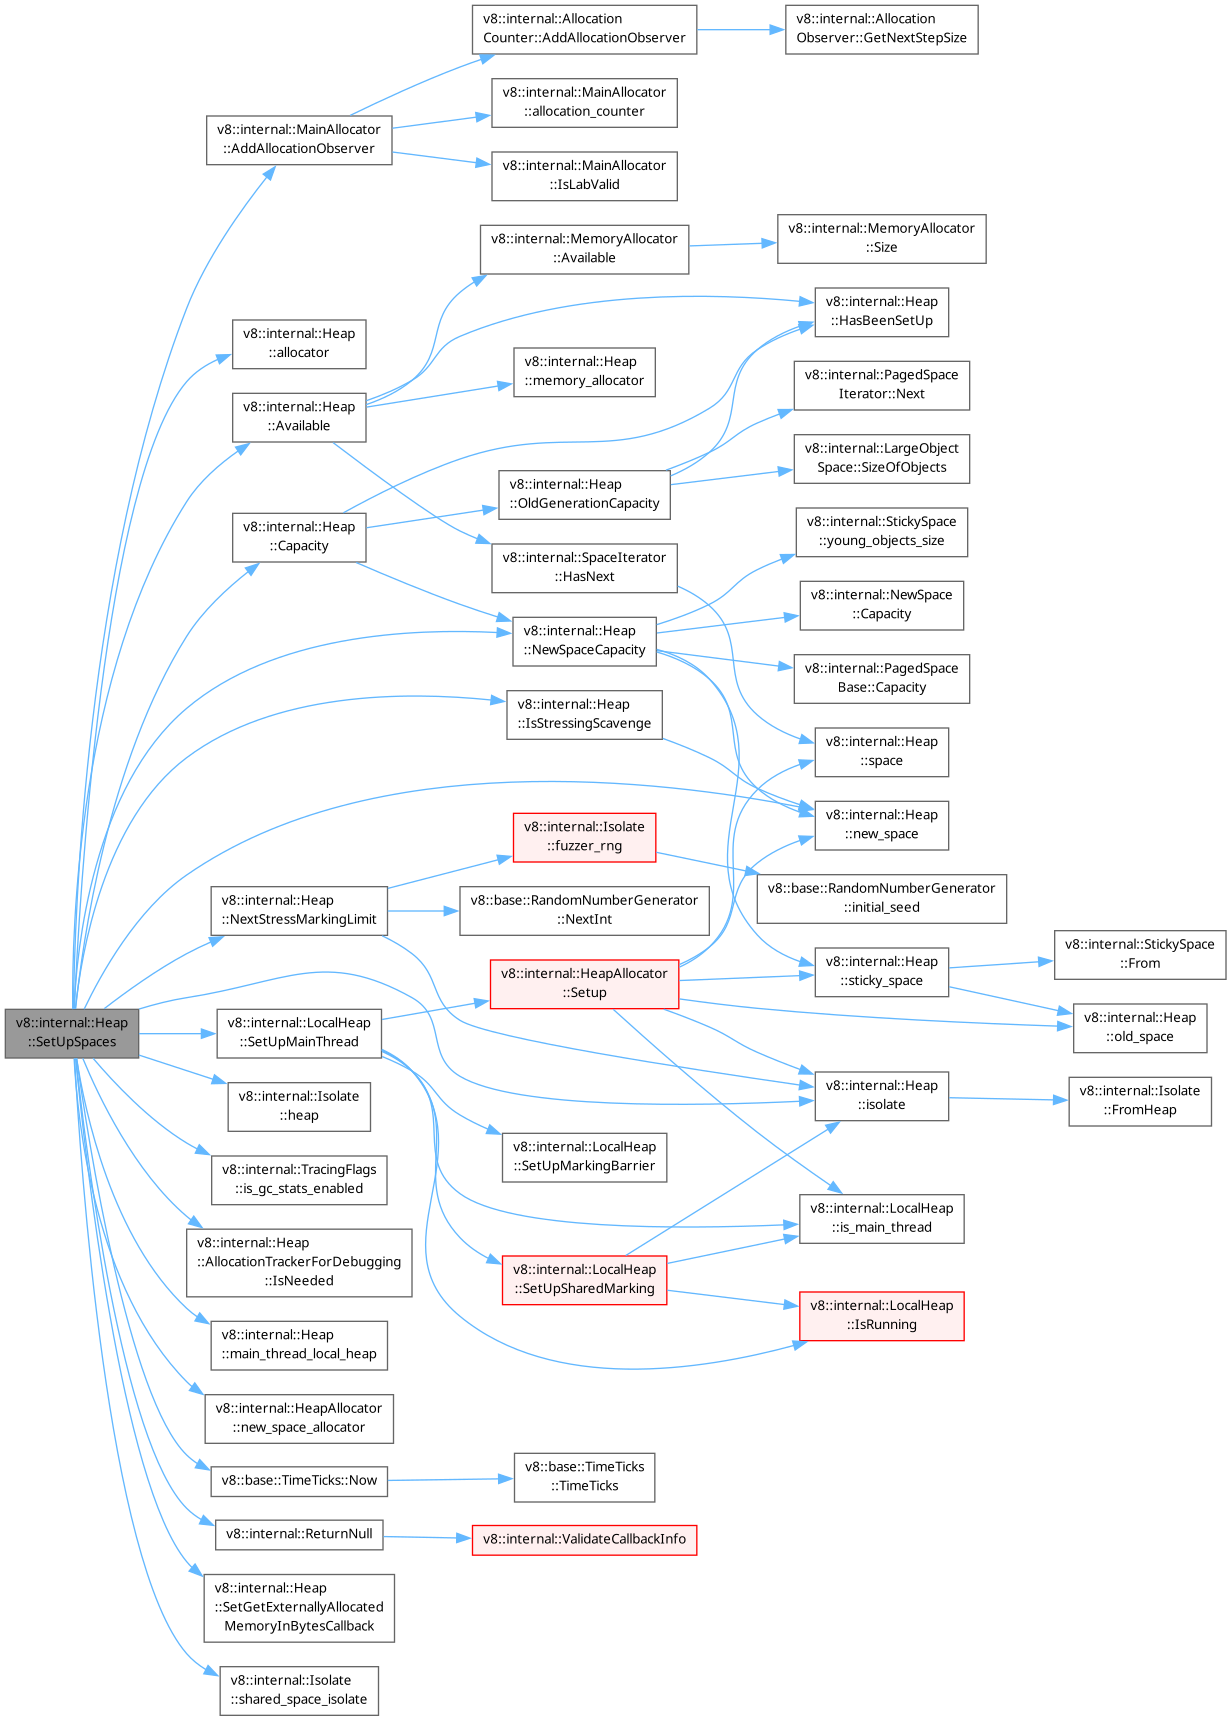 v8::internal::Allocation
Counter::AddAllocationObserver
v8::internal::Allocation
Observer::GetNextStepSize
v8::internal::MainAllocator
::allocation_counter
v8::internal::MainAllocator
::AddAllocationObserver
v8::internal::MainAllocator
::IsLabValid
v8::internal::MemoryAllocator
::Available
v8::internal::MemoryAllocator
::Size
v8::internal::Heap
::HasBeenSetUp
v8::internal::Heap
::allocator
v8::internal::Heap
::memory_allocator
v8::internal::PagedSpace
Iterator::Next
v8::internal::Heap
::Available
v8::internal::LargeObject
Space::SizeOfObjects
v8::internal::Heap
::OldGenerationCapacity
v8::internal::Heap
::Capacity
v8::internal::StickySpace
::young_objects_size
v8::internal::SpaceIterator
::HasNext
v8::internal::NewSpace
::Capacity
v8::internal::Heap
::NewSpaceCapacity
v8::internal::PagedSpace
Base::Capacity
v8::internal::Heap
::IsStressingScavenge
v8::internal::Heap
::space
v8::internal::Heap
::new_space
v8::internal::Isolate
::fuzzer_rng
v8::base::RandomNumberGenerator
::initial_seed
v8::internal::Heap
::NextStressMarkingLimit
v8::base::RandomNumberGenerator
::NextInt
v8::internal::StickySpace
::From
v8::internal::HeapAllocator
::Setup
v8::internal::Heap
::sticky_space
v8::internal::Heap
::SetUpSpaces
v8::internal::LocalHeap
::SetUpMainThread
v8::internal::Heap
::old_space
v8::internal::Isolate
::heap
v8::internal::Heap
::isolate
v8::internal::Isolate
::FromHeap
v8::internal::LocalHeap
::SetUpMarkingBarrier
v8::internal::TracingFlags
::is_gc_stats_enabled
v8::internal::LocalHeap
::is_main_thread
v8::internal::Heap
::AllocationTrackerForDebugging
::IsNeeded
v8::internal::LocalHeap
::SetUpSharedMarking
v8::internal::LocalHeap
::IsRunning
v8::internal::Heap
::main_thread_local_heap
v8::internal::HeapAllocator
::new_space_allocator
v8::base::TimeTicks::Now
v8::base::TimeTicks
::TimeTicks
v8::internal::ReturnNull
v8::internal::ValidateCallbackInfo
v8::internal::Heap
::SetGetExternallyAllocated
MemoryInBytesCallback
v8::internal::Isolate
::shared_space_isolate